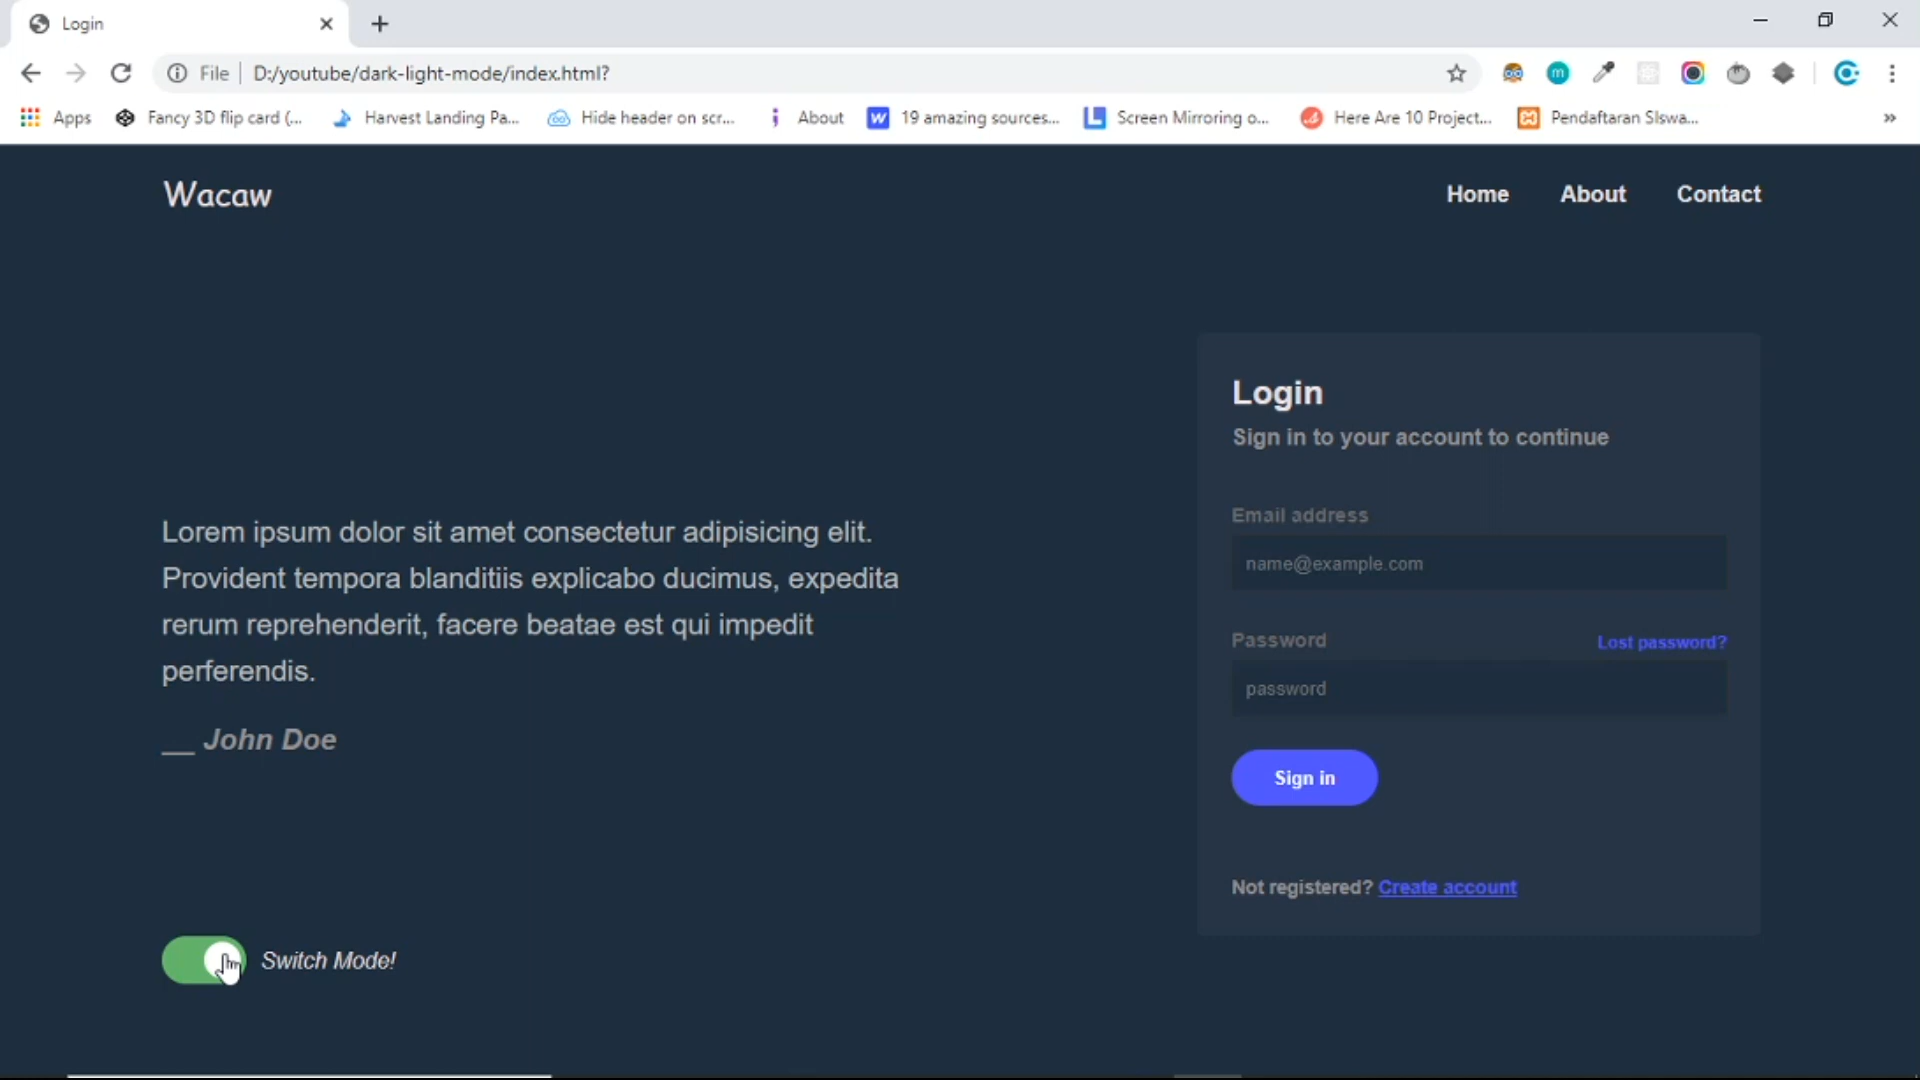 Login
File D:/youtube/dark-light-mode/index.html?
m
Apps Fancy 3D flip card (... Harvest Landing Pa... Hide header on scr... About 19 amazing sources... Screen Mirroring o... Here Are 10 Project... Pendaftaran SIswa... »
Wacaw
Home About Contact
Login
Sign in to your account to continue
Email address
name@example.com
Password Lost password?
password
Sign in
Not registered? Create account
Lorem ipsum dolor sit amet consectetur adipisicing elit.
Provident tempora blanditiis explicabo ducimus, expedita
rerum reprehenderit, facere beatae est qui impedit
perferendis.
__ John Doe
Switch Mode!